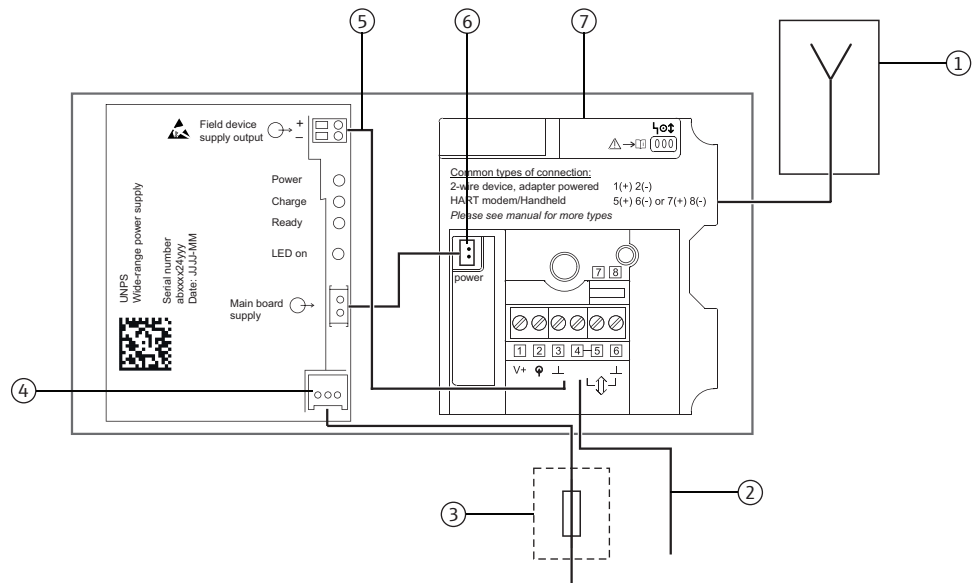 5
6
7
1
Field device
supply output
+
−
000
Power
Charge
Ready
LED on
Common types of connection:
2-wire device, adapter powered 1(+) 2(-)
HART modem/Handheld 5(+) 6(-) or 7(+) 8(-)
Please see manual for more types
UNPS
Wide-range power supply
Serial number
abxxxx24yyy
Date: JJJJ-MM
Main board
supply
power
7 8
1 2 3 4 5 6
V+
4
3
2